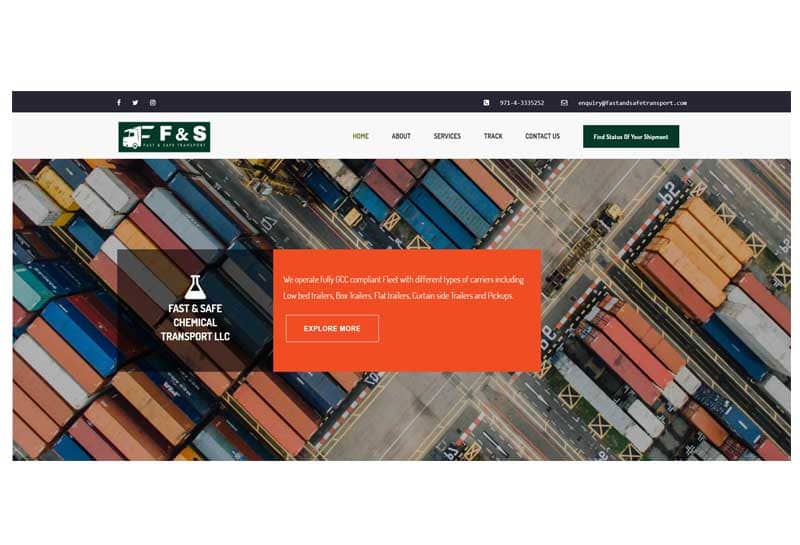 971-4-3335252 enquiry@fastandsafetransport.com
F & S
FAST & SAFE TRANSPORT
HOME ABOUT SERVICES TRACK CONTACT US Find Status Of Your Shipment
FAST & SAFE
CHEMICAL
TRANSPORT LLC
We operate fully GCC compliant Fleet with different types of carriers including
Low bed trailers, Box Trailers, Flat trailers, Curtain side Trailers and Pickups.
EXPLORE MORE
62